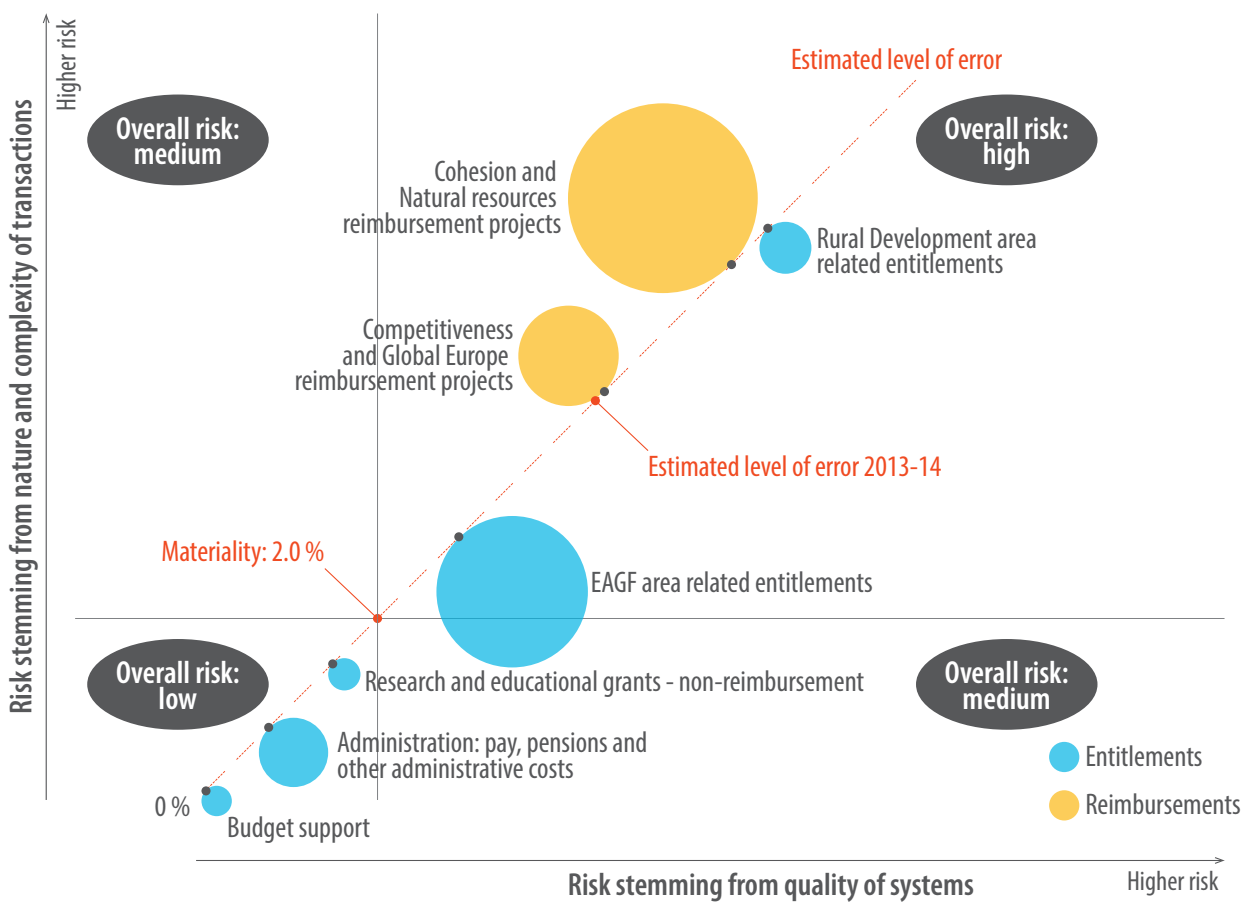 Higher risk
Risk stemming from nature and complexity of transactions
Estimated level of error
Overall risk:
medium
Overall risk:
high
Cohesion and
Natural resources
reimbursement projects
Rural Development area
related entitlements
Competitiveness
and Global Europe
reimbursement projects
Estimated level of error 2013-14
Materiality: 2.0 %
EAGF area related entitlements
Overall risk:
low
Research and educational grants - non-reimbursement
Overall risk:
medium
Administration: pay, pensions and
other administrative costs
Entitlements
0 %
Reimbursements
Budget support
Risk stemming from quality of systems
Higher risk